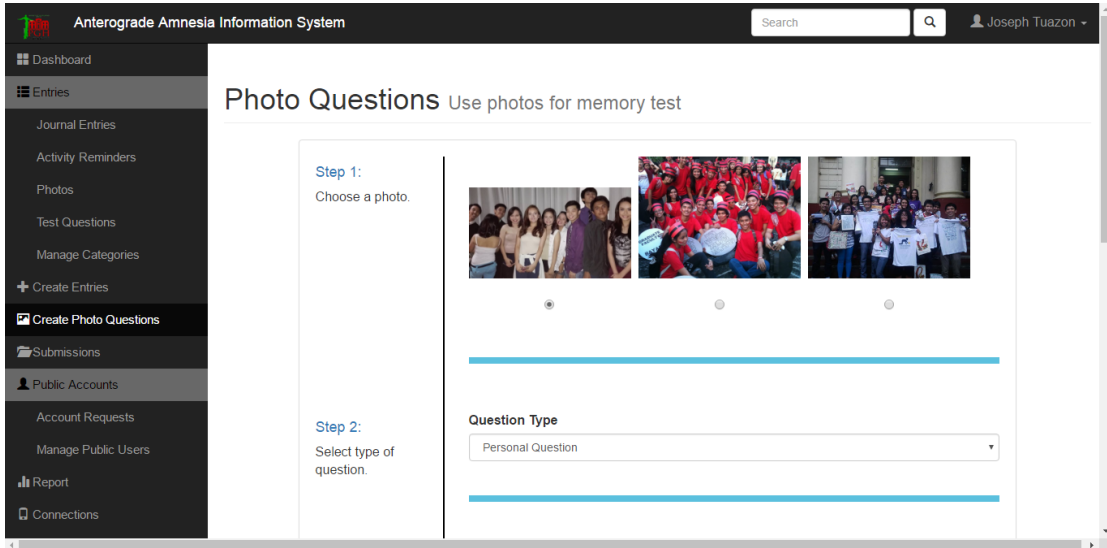 Anterograde Amnesia Information System
Search
Joseph Tuazon
Dashboard
Entries
Journal Entries
Activity Reminders
Photos
Test Questions
Manage Categories
Create Entries
Create Photo Questions
Submissions
Public Accounts
Account Requests
Manage Public Users
Report
Connections
Photo Questions Use photos for memory test
Step 1:
Choose a photo.
Step 2:
Select type of
question.
Question Type
Personal Question